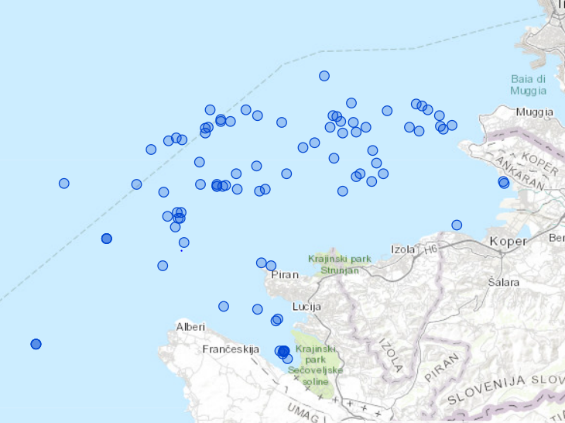 Baia di
Muggia
Muggia
KOPER
ANKARAN
Koper
Izola
H6
Krajinski park
Strunjan
Šalara
Piran
Lucija
Alberi
Frančeskija
Krajinski
park
Sečoveljske
soline
IZOLA
PIRAN
SLOVENIJA
UMAG